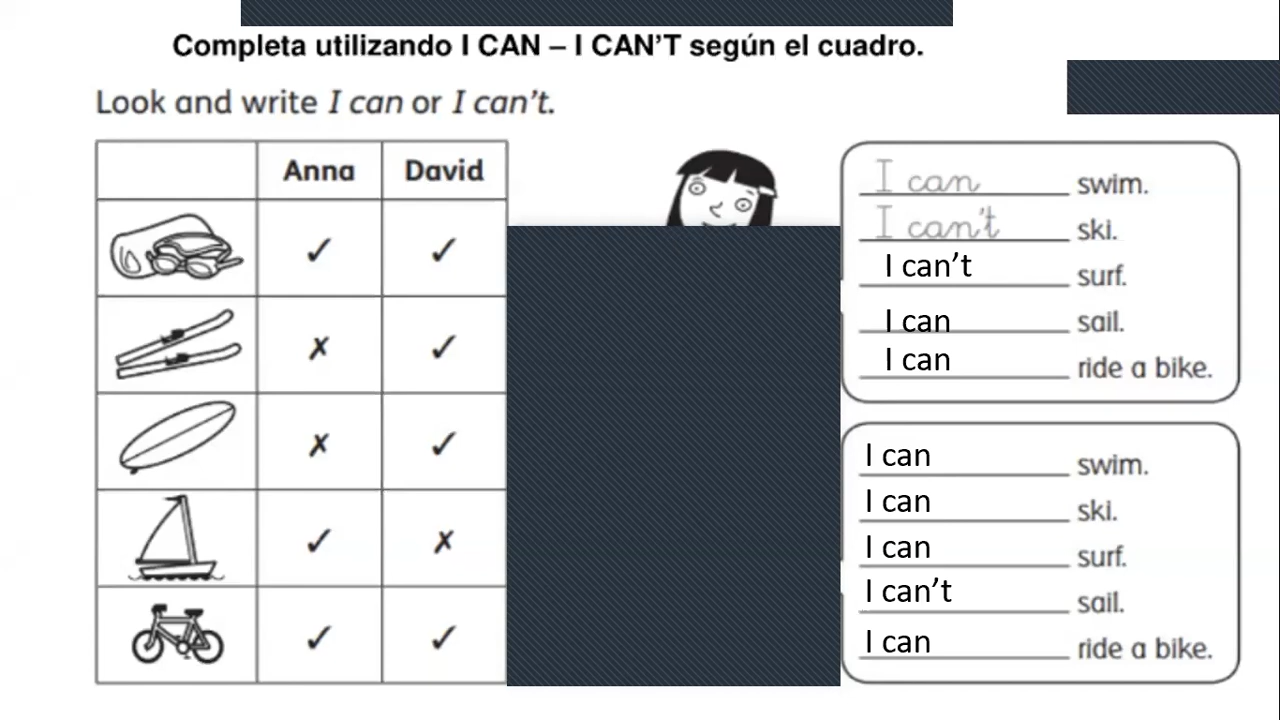 Completa utilizando I CAN – I CAN’T según el cuadro.
Look and write I can or I can’t.
Anna David
✓ ✓
✗ ✓
✗ ✓
✓ ✗
✓ ✓
I can swim.
I can’t ski.
I can’t surf.
I can sail.
I can ride a bike.
I can swim.
I can ski.
I can surf.
I can’t sail.
I can ride a bike.